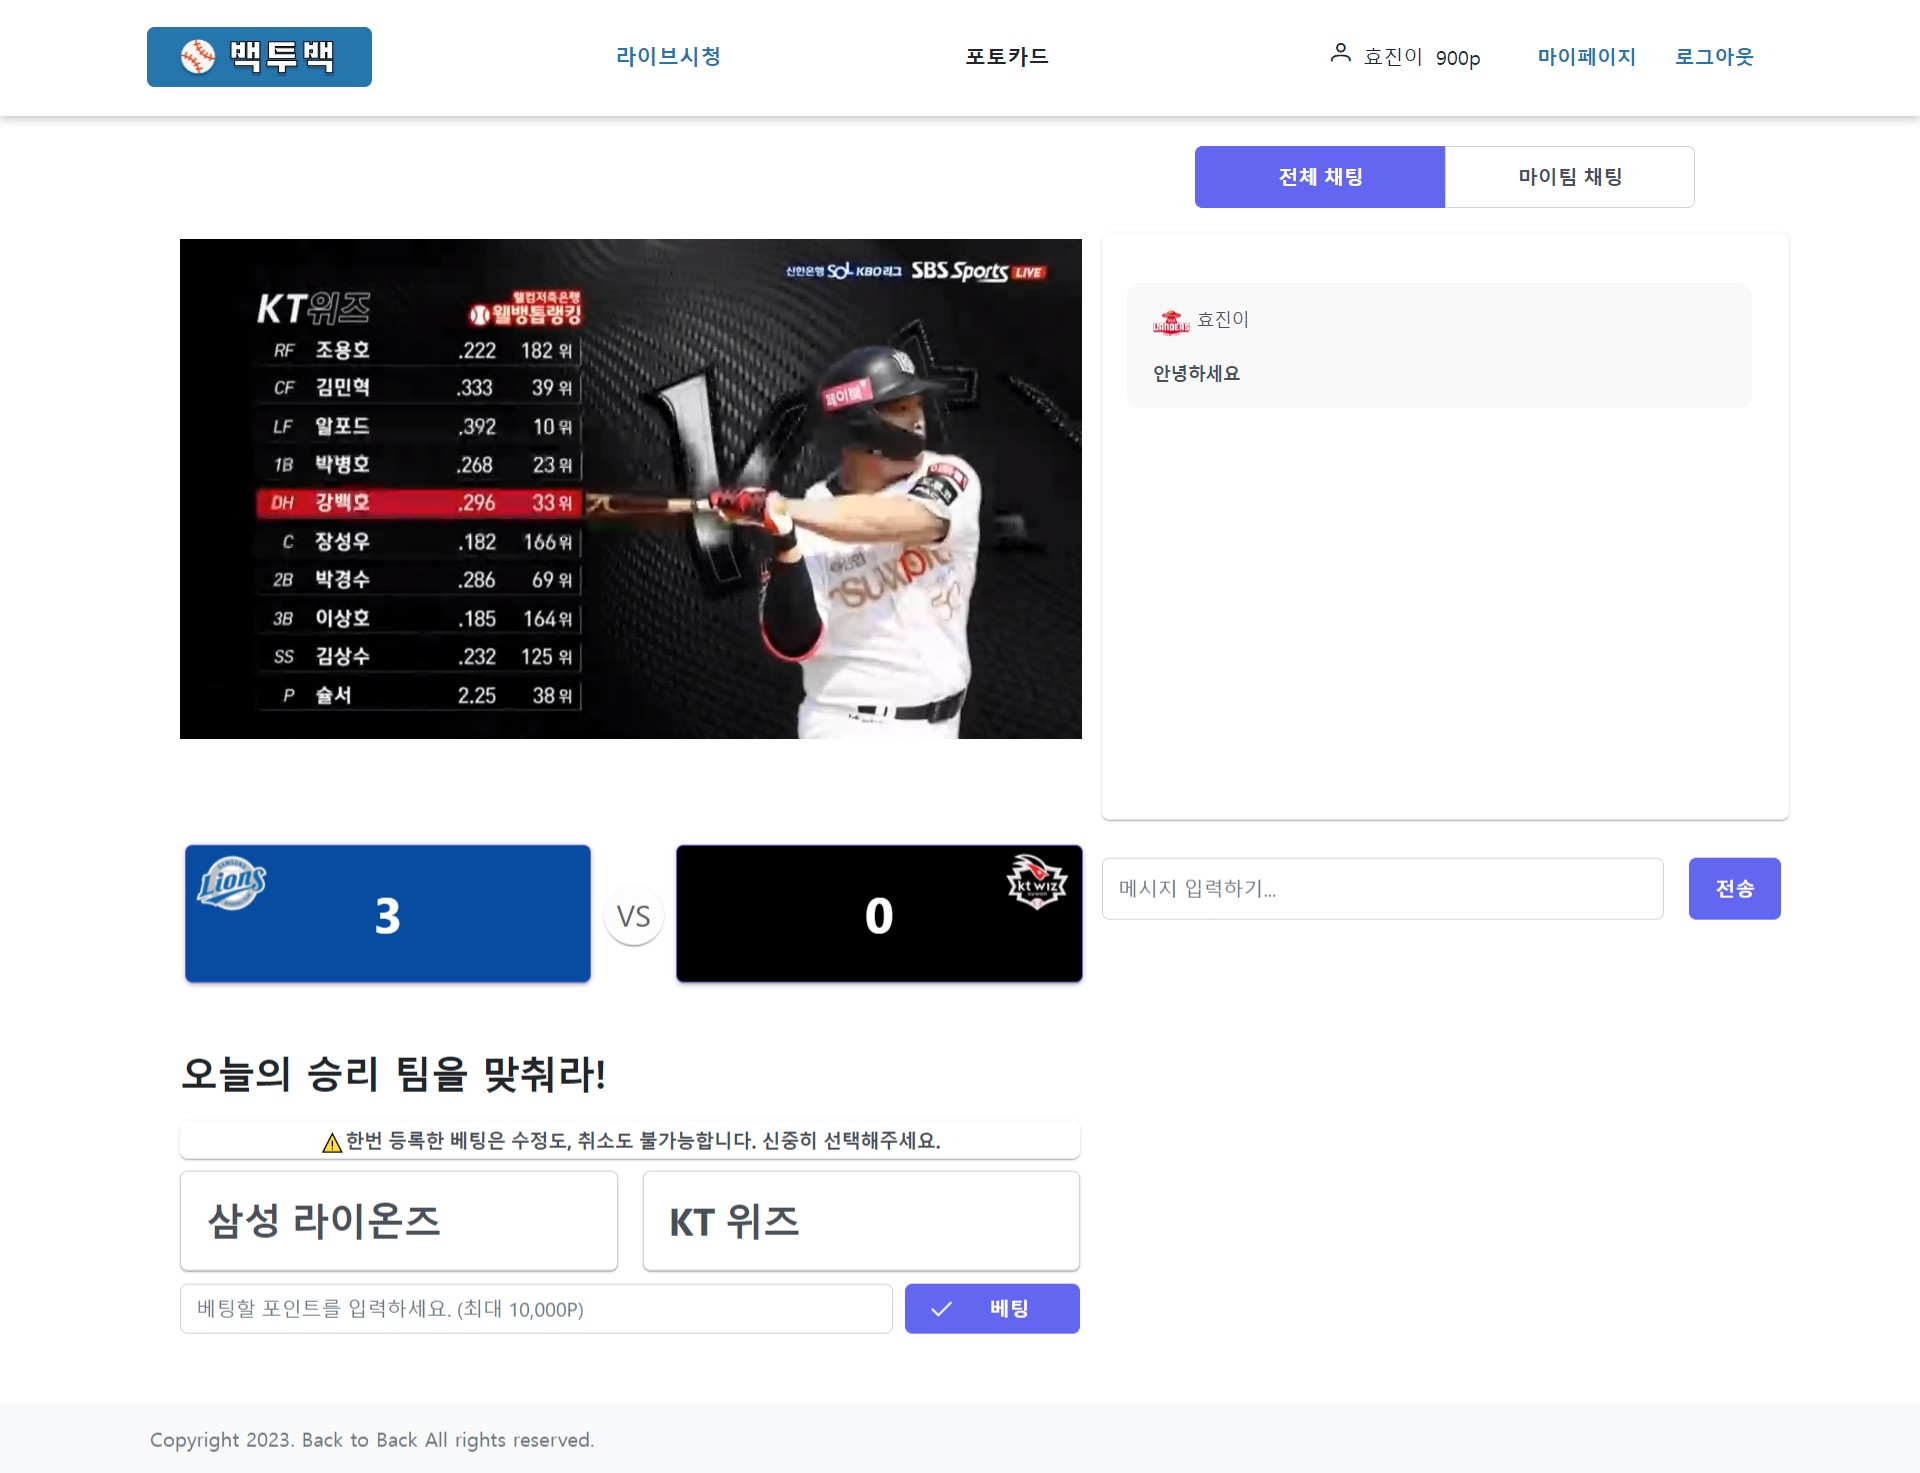 백투백
라이브시청
포토카드
효진이 900p
마이페이지
로그아웃
전체 채팅
마이팀 채팅
신한은행 SOL KBO리그 SBS Sports LIVE
KT위즈
웰컴저축은행
웰뱅톱랭킹
RF 조용호 .222 182 위
CF 김민혁 .333 39 위
LF 알포드 .392 10 위
1B 박병호 .268 23 위
DH 강백호 .296 33 위
C 장성우 .182 166 위
2B 박경수 .286 69 위
3B 이상호 .185 164 위
SS 김상수 .232 125 위
P 슐서 2.25 38 위
페이북
LANDERS 효진이
안녕하세요
SAMSUNG
Lions
3
VS
0
kt wiz
메시지 입력하기...
전송
오늘의 승리 팀을 맞춰라!
한번 등록한 베팅은 수정도, 취소도 불가능합니다. 신중히 선택해주세요.
삼성 라이온즈
KT 위즈
베팅할 포인트를 입력하세요. (최대 10,000P)
베팅
Copyright 2023. Back to Back All rights reserved.